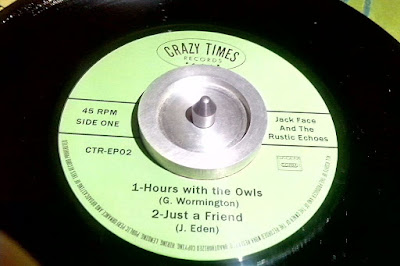 CRAZY TIMES
RECORDS
45 RPM
SIDE ONE
Jack Face
And The
Rustic Echoes
CTR-EP02
1-Hours with the Owls
(G. Wormington)
2-Just a Friend
(J. Eden)